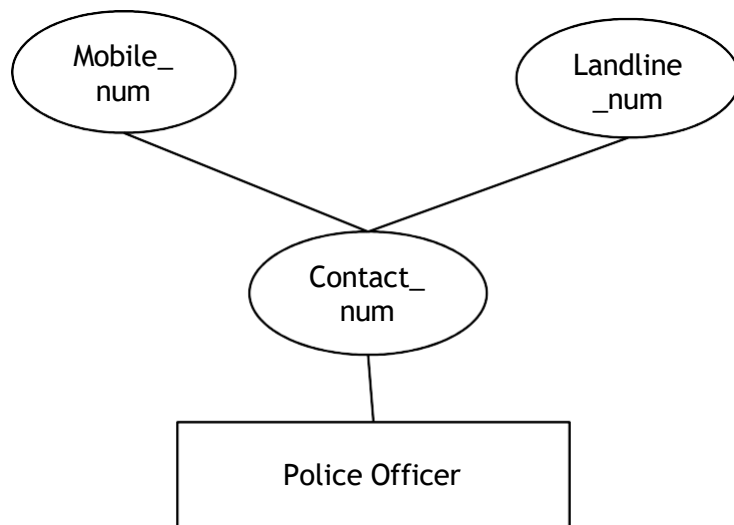 Mobile_
num
Landline
_num
Contact_
num
Police Officer